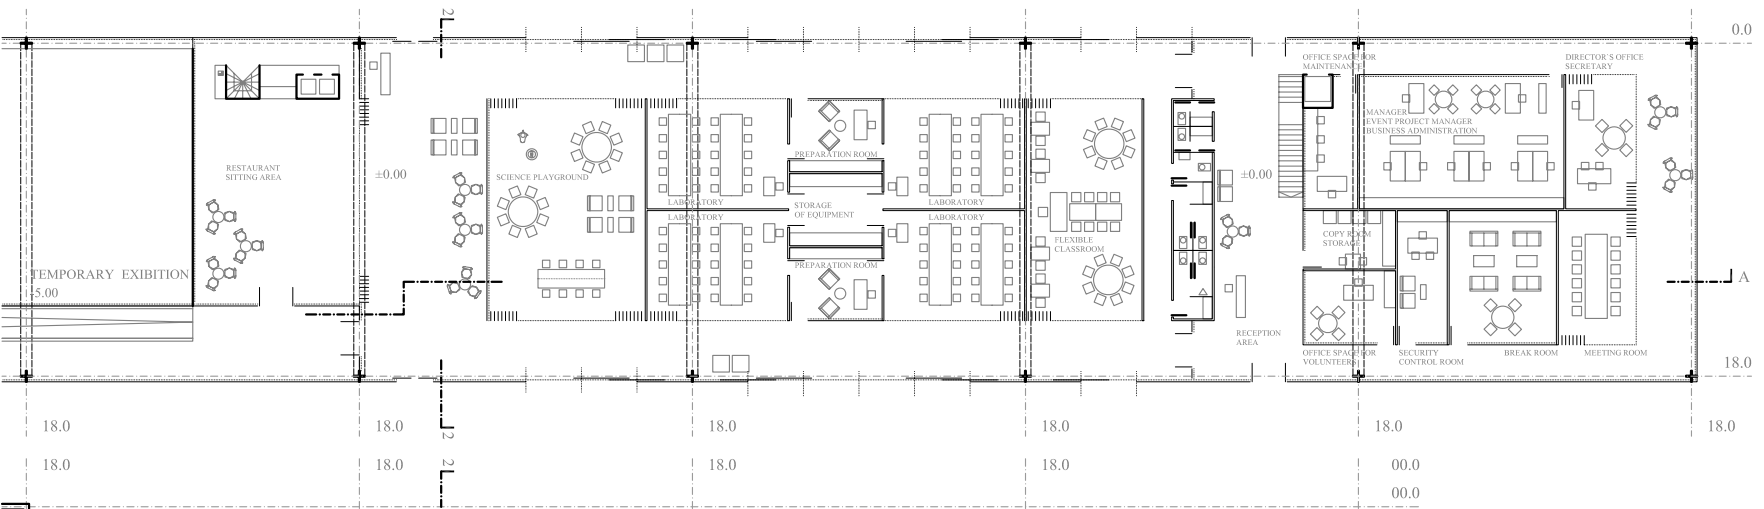 2
0.0
OFFICE SPACE FOR
MAINTENANCE
DIRECTOR'S OFFICE
SECRETARY
MANAGER
EVENT PROJECT MANAGER
BUSINESS ADMINISTRATION
PREPARATION ROOM
RESTAURANT
SITTING AREA
±0.00
SCIENCE PLAYGROUND
±0.00
LABORATORY
STORAGE
OF EQUIPMENT
LABORATORY
LABORATORY
LABORATORY
FLEXIBLE
CLASSROOM
COPY ROOM
STORAGE
PREPARATION ROOM
TEMPORARY EXIBITION
-5.00
A
RECEPTION
AREA
OFFICE SPACE FOR
VOLUNTEERS
SECURITY
CONTROL ROOM
BREAK ROOM
MEETING ROOM
18.0
18.0
18.0
18.0
18.0
18.0
18.0
2
2
18.0
18.0
18.0
18.0
00.0
00.0